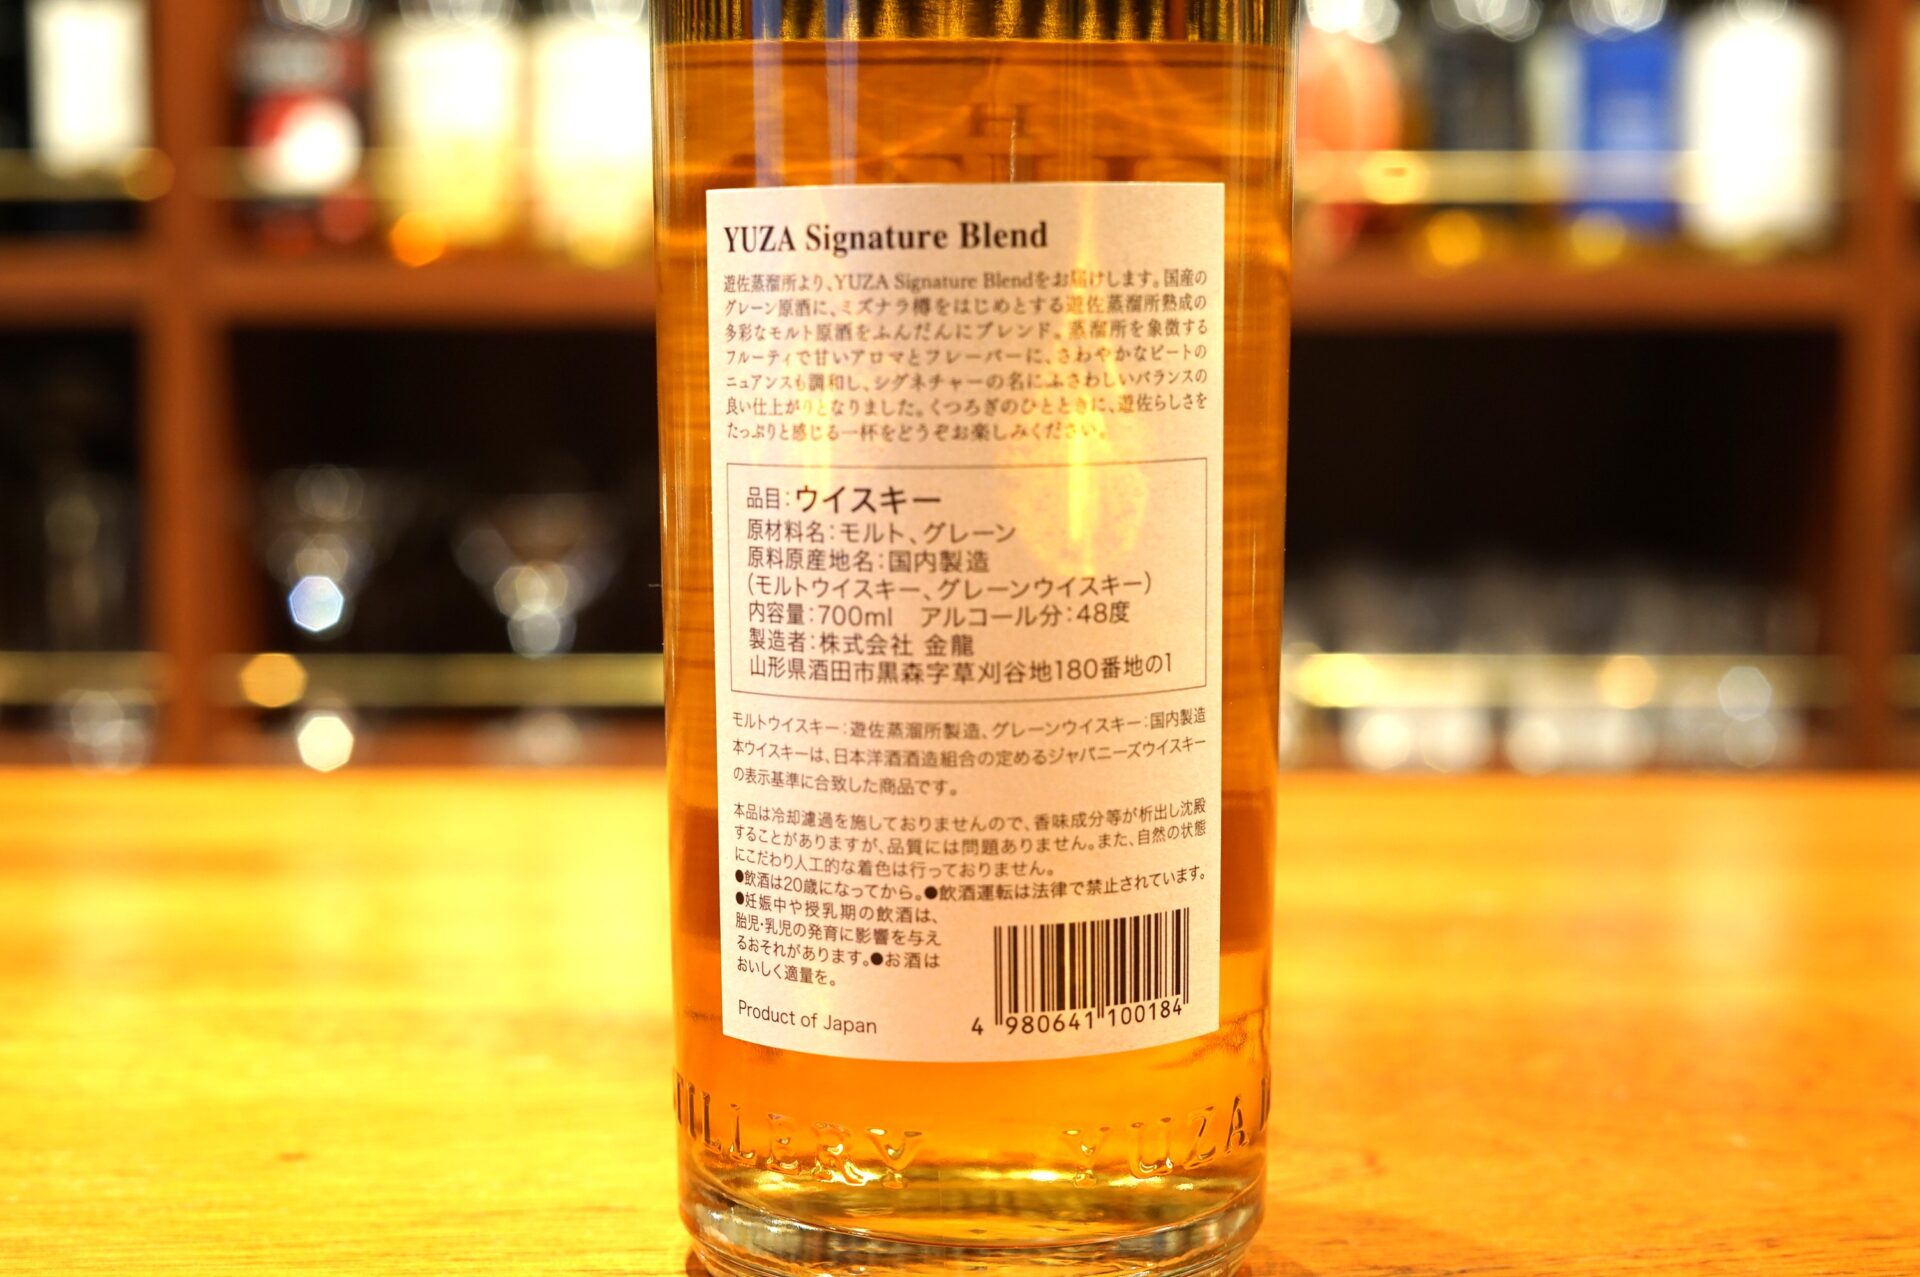 YUZA Signature Blend
遊佐蒸溜所より、YUZA Signature Blendをお届けします。国産の
グレーン原酒に、ミズナラ樽をはじめとする遊佐蒸溜所熟成の
多彩なモルト原酒をふんだんにブレンド。蒸溜所を象徴する
フルーティで甘いアロマとフレーバーに、さわやかなピートの
ニュアンスも調和し、シグネチャーの名にふさわしいバランスの
良い仕上がりとなりました。くつろぎのひとときに、遊佐らしさを
たっぷりと感じる一杯をどうぞお楽しみください。
品目：ウイスキー
原材料名：モルト、グレーン
原料原産地名：国内製造
(モルトウイスキー、グレーンウイスキー)
内容量：700ml　アルコール分：48度
製造者：株式会社 金龍
山形県酒田市黒森字草刈谷地180番地の1
モルトウイスキー：遊佐蒸溜所製造、グレーンウイスキー：国内製造
本ウイスキーは、日本洋酒酒造組合の定めるジャパニーズウイスキー
の表示基準に合致した商品です。
本品は冷却濾過を施しておりませんので、香味成分等が析出し沈殿
することがありますが、品質には問題ありません。また、自然の状態
にこだわり人工的な着色は行っておりません。
●飲酒は20歳になってから。●飲酒運転は法律で禁止されています。
●妊娠中や授乳期の飲酒は、
胎児・乳児の発育に影響を与え
るおそれがあります。●お酒は
おいしく適量を。
Product of Japan
4 980641 100184
TILLERY YUZA